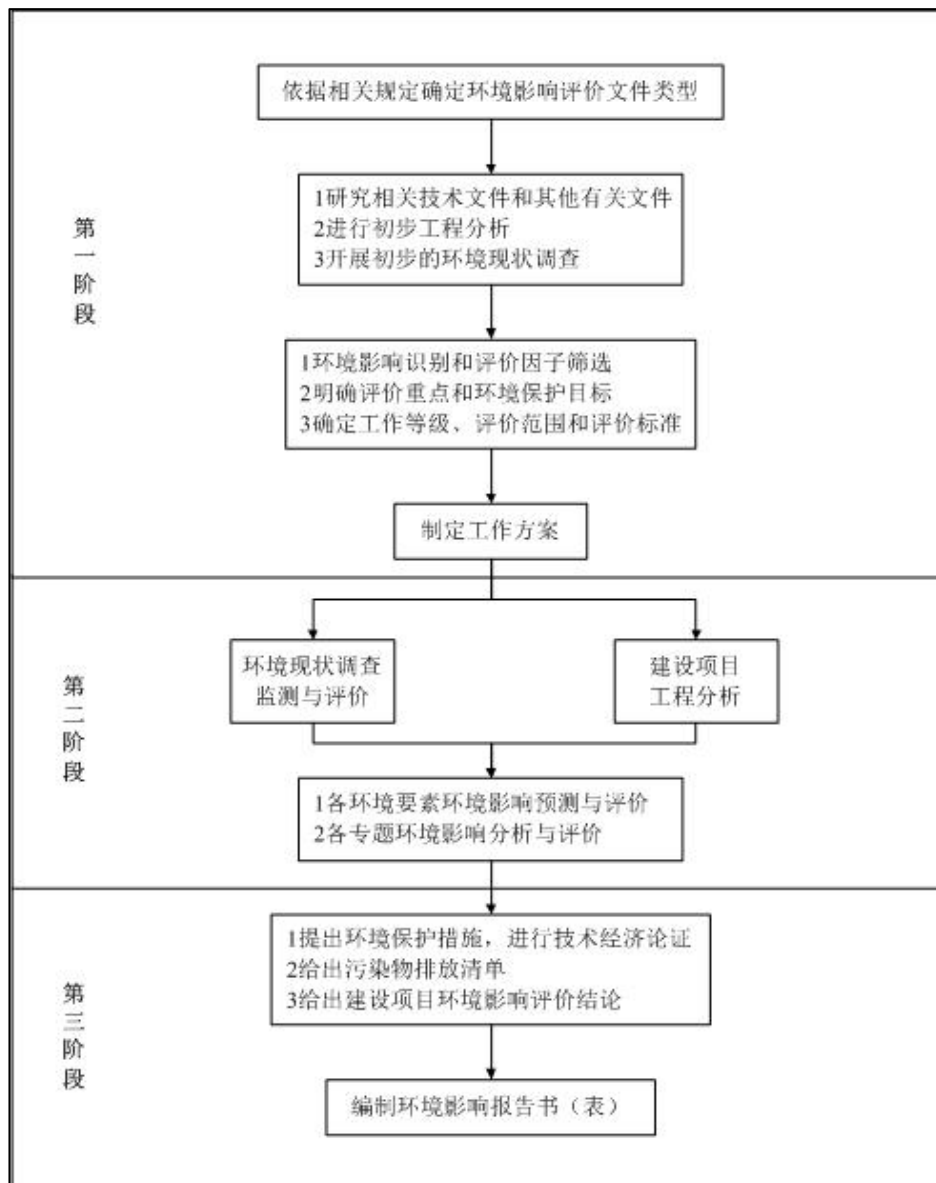 依据相关规定确定环境影响评价文件类型
第一阶段
1研究相关技术文件和其他有关文件
2进行初步工程分析
3开展初步的环境现状调查
1环境影响识别和评价因子筛选
2明确评价重点和环境保护目标
3确定工作等级、评价范围和评价标准
制定工作方案
第二阶段
环境现状调查
监测与评价
建设项目
工程分析
1各环境要素环境影响预测与评价
2各专题环境影响分析与评价
第三阶段
1提出环境保护措施，进行技术经济论证
2给出污染物排放清单
3给出建设项目环境影响评价结论
编制环境影响报告书（表）